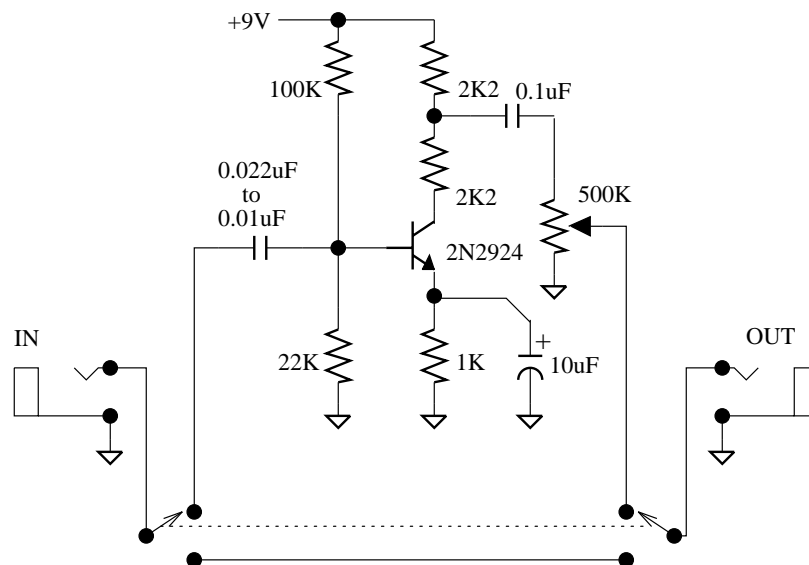 +9V
100K
2K2
0.1uF
0.022uF
to
0.01uF
2K2
500K
2N2924
IN
OUT
22K
1K
+
10uF